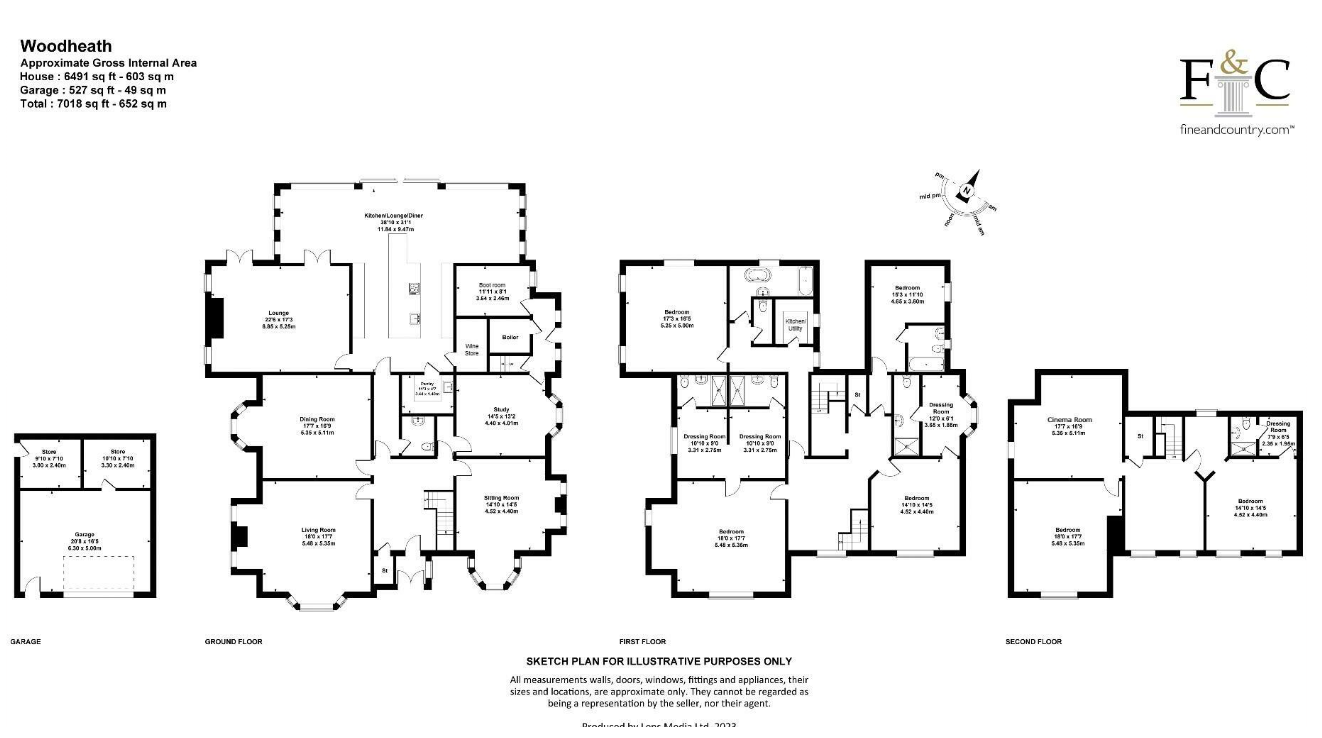 Woodheath
Approximate Gross Internal Area
House : 6491 sq ft - 603 sq m
Garage : 527 sq ft - 49 sq m
Total : 7018 sq ft - 652 sq m
F&C
fineandcountry.com™
pm
mid pm
noon
mid am
N
Kitchen/Lounge/Diner
38'10 x 31'1
11.84 x 9.47m
Boot room
11'11 x 8'1
3.64 x 2.46m
Lounge
22'6 x 17'3
6.85 x 5.25m
Boiler
Wine
Store
Pantry
Dining Room
17'7 x 16'9
5.35 x 5.11m
Study
14'5 x 13'2
4.40 x 4.01m
Living Room
18'0 x 17'7
5.48 x 5.35m
Sitting Room
14'10 x 14'5
4.52 x 4.40m
St
Store
9'10 x 7'10
3.00 x 2.40m
Store
10'10 x 7'10
3.30 x 2.40m
Garage
20'8 x 16'5
6.30 x 5.00m
Bedroom
17'3 x 16'5
5.25 x 5.00m
Kitchen/
Utility
Bedroom
15'3 x 11'10
4.65 x 3.60m
St
Dressing
Room
12'0 x 6'1
3.65 x 1.86m
Dressing Room
10'10 x 9'0
3.31 x 2.75m
Dressing Room
10'10 x 9'0
3.31 x 2.75m
Bedroom
14'10 x 14'5
4.52 x 4.40m
Bedroom
18'0 x 17'7
5.48 x 5.36m
Cinema Room
17'7 x 16'9
5.36 x 5.11m
St
Dressing
Room
7'9 x 6'5
2.36 x 1.95m
Bedroom
14'10 x 14'5
4.52 x 4.40m
Bedroom
18'0 x 17'7
5.48 x 5.35m
GARAGE
GROUND FLOOR
FIRST FLOOR
SECOND FLOOR
SKETCH PLAN FOR ILLUSTRATIVE PURPOSES ONLY
All measurements walls, doors, windows, fittings and appliances, their
sizes and locations, are approximate only. They cannot be regarded as
being a representation by the seller, nor their agent.
Produced by Lens Media Ltd. 2023